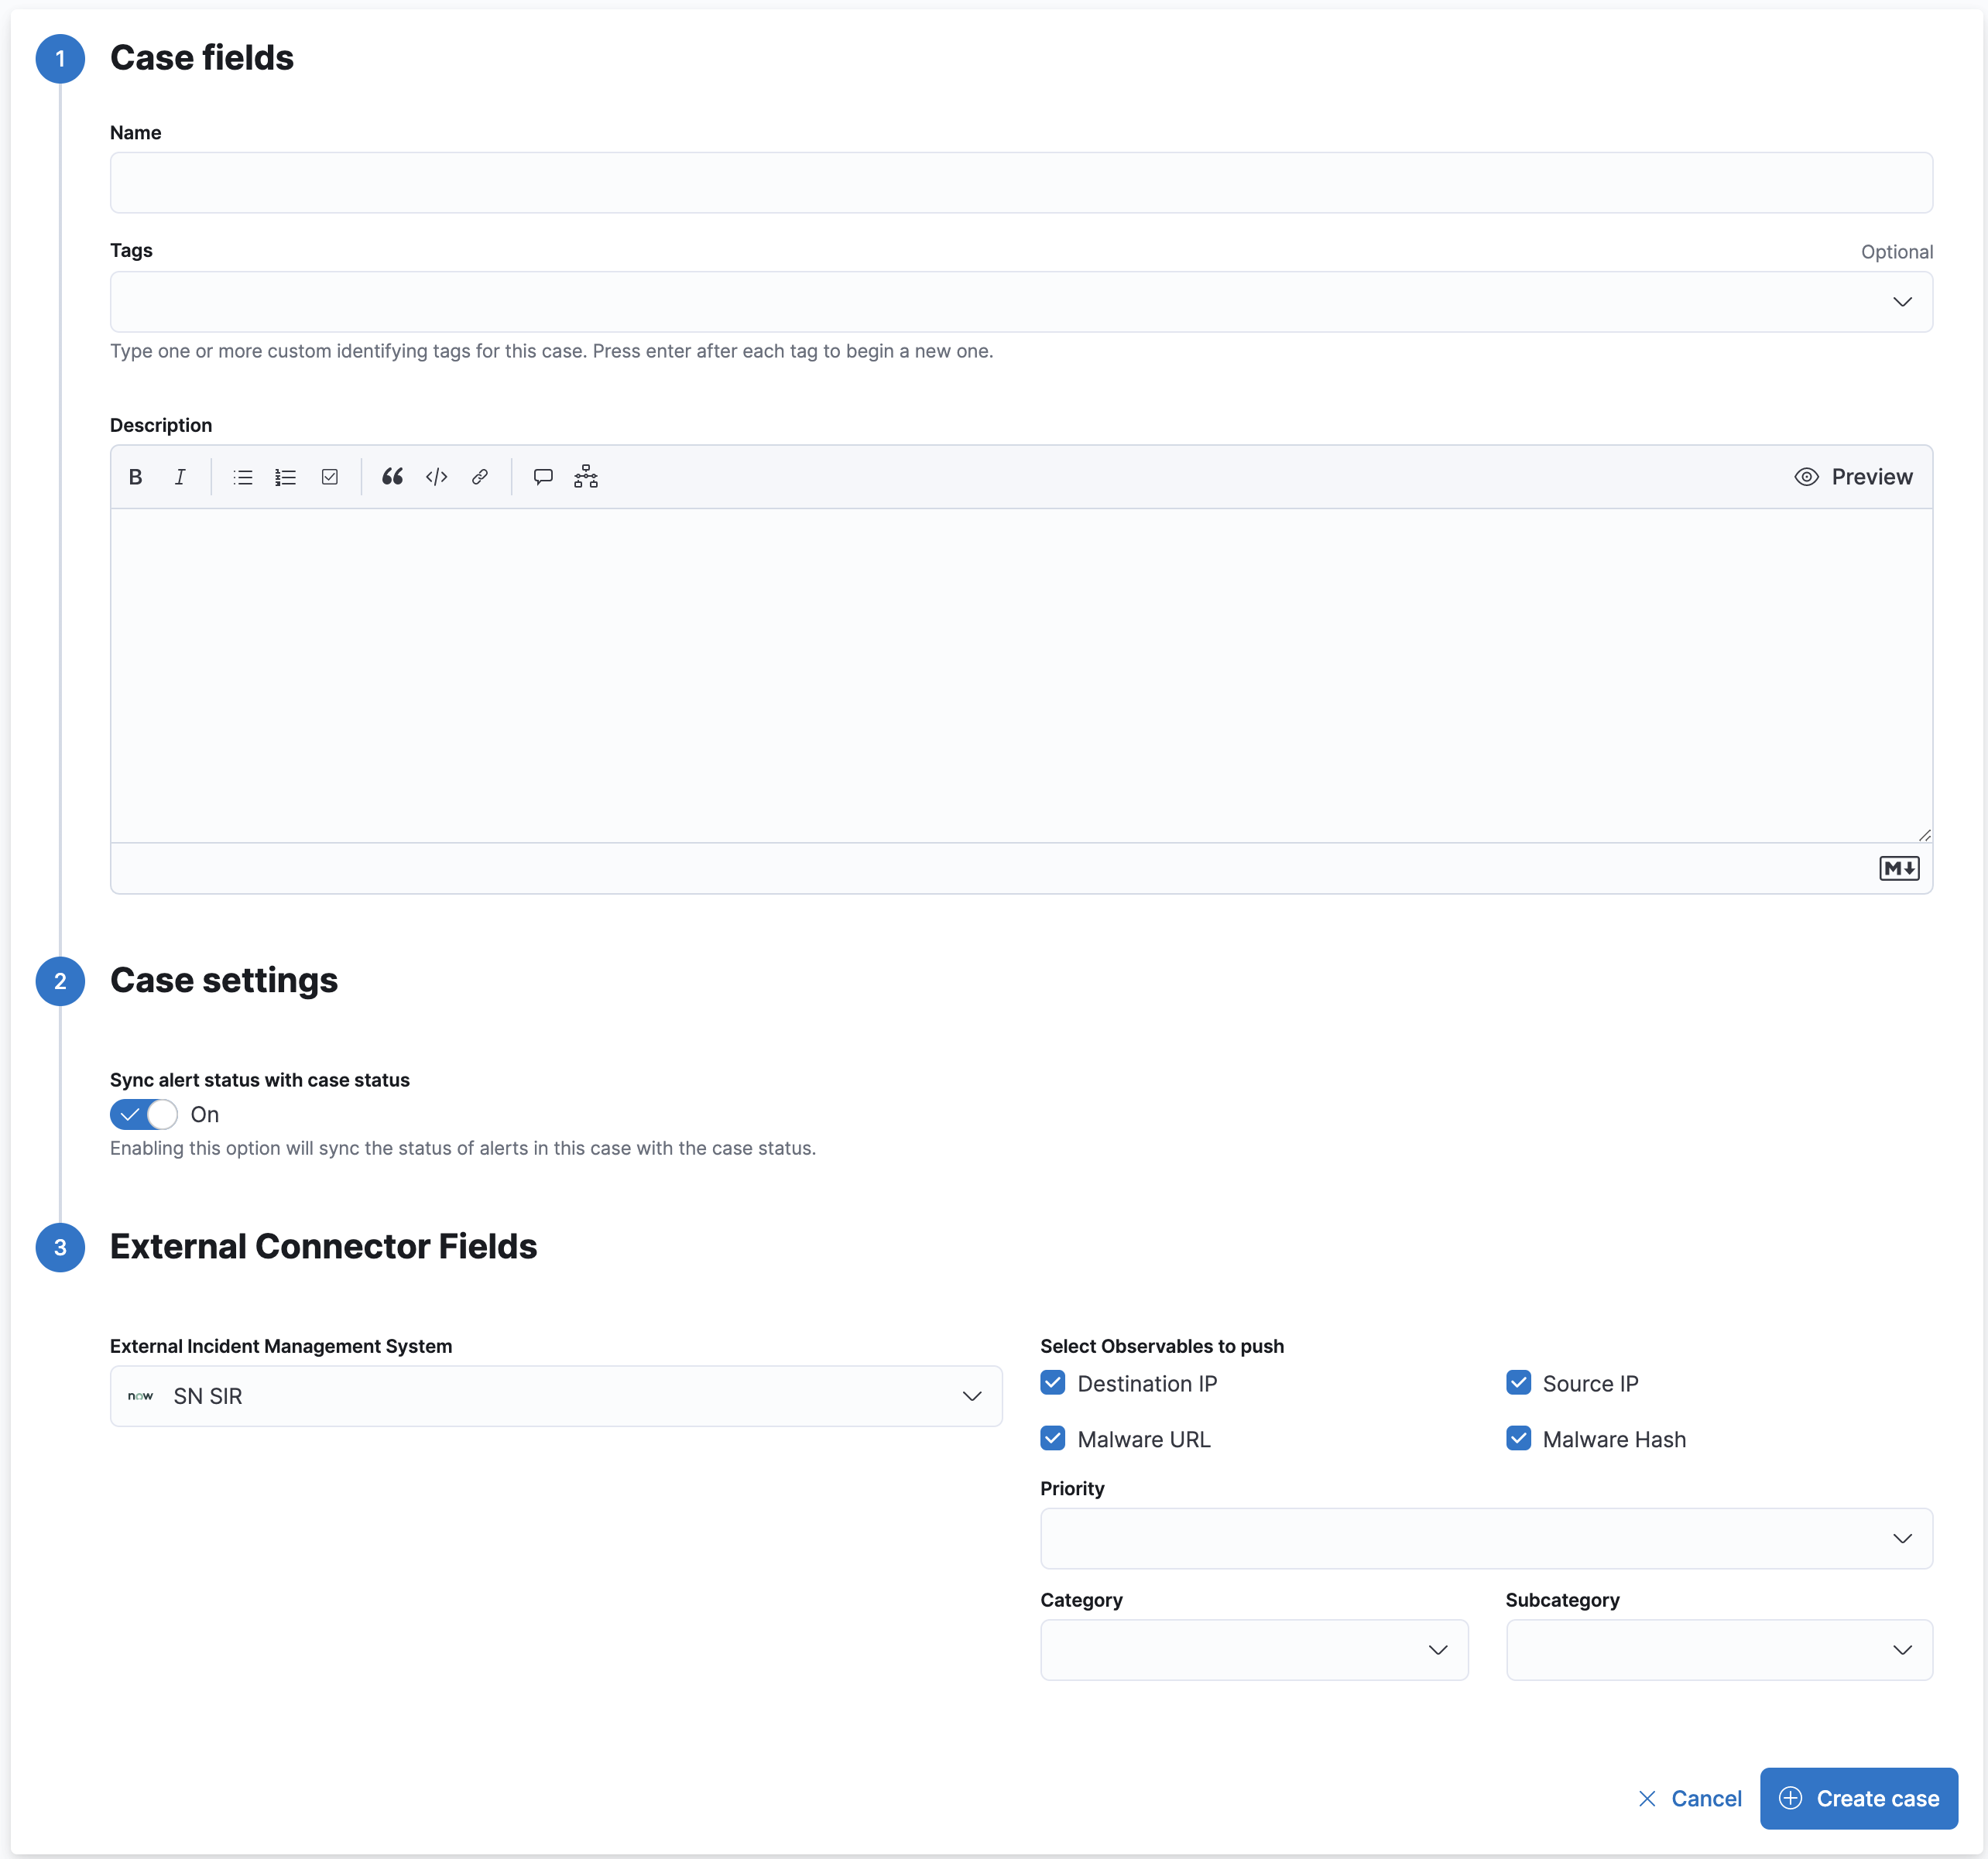 1 Case fields
Name
Tags Optional
Type one or more custom identifying tags for this case. Press enter after each tag to begin a new one.
Description
B I Preview
M
2 Case settings
Sync alert status with case status
On
Enabling this option will sync the status of alerts in this case with the case status.
3 External Connector Fields
External Incident Management System
now SN SIR
Select Observables to push
Destination IP Source IP
Malware URL Malware Hash
Priority
Category Subcategory
Cancel Create case